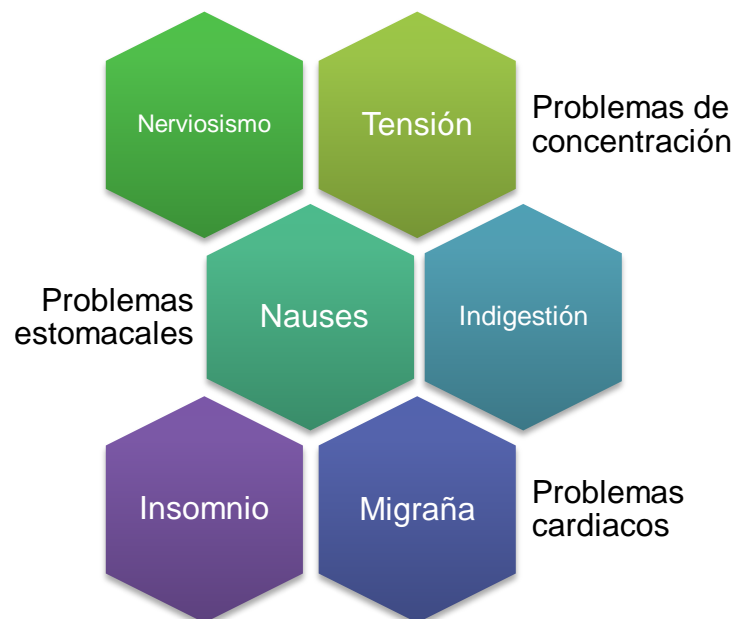 Nerviosismo
Tensión
Problemas de
concentración
Problemas
estomacales
Nauses
Indigestión
Insomnio
Migraña
Problemas
cardiacos